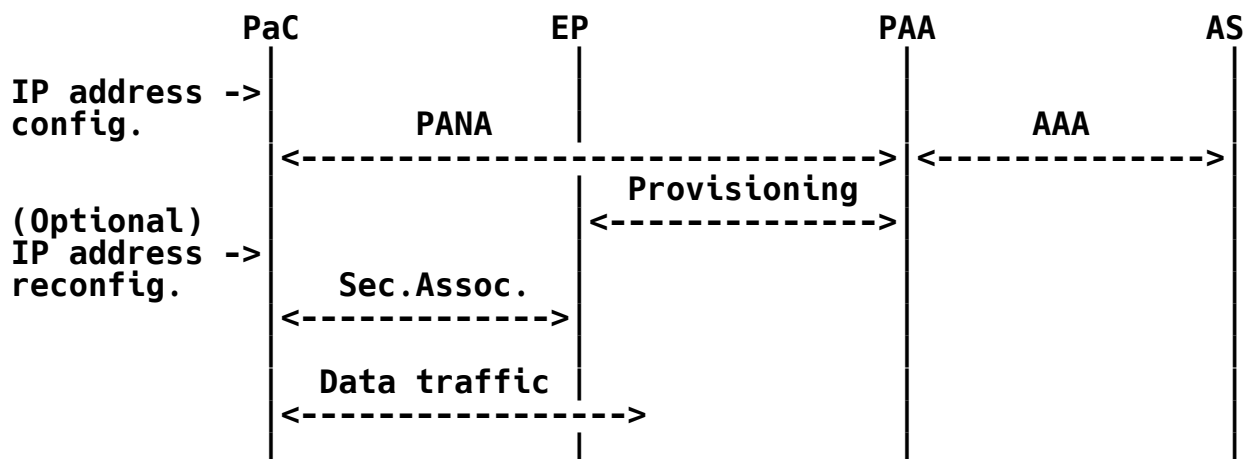 PaC EP PAA AS
IP address ->
config. PANA AAA
<-----------------------------> <------------->
Provisioning
(Optional) <------------->
IP address ->
reconfig. Sec.Assoc.
<------------>
Data traffic
<----------------->